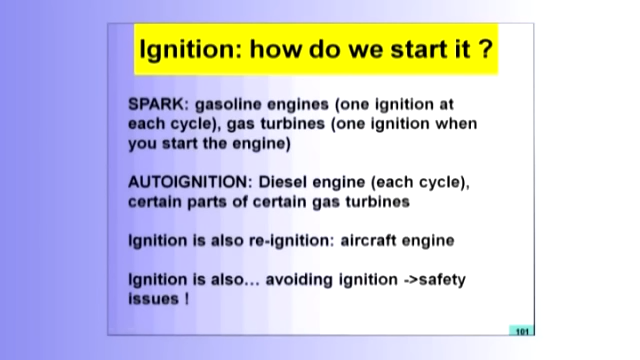 Ignition: how do we start it ?
SPARK: gasoline engines (one ignition at
each cycle), gas turbines (one ignition when
you start the engine)
AUTOIGNITION: Diesel engine (each cycle),
certain parts of certain gas turbines
Ignition is also re-ignition: aircraft engine
Ignition is also... avoiding ignition ->safety
issues !
101